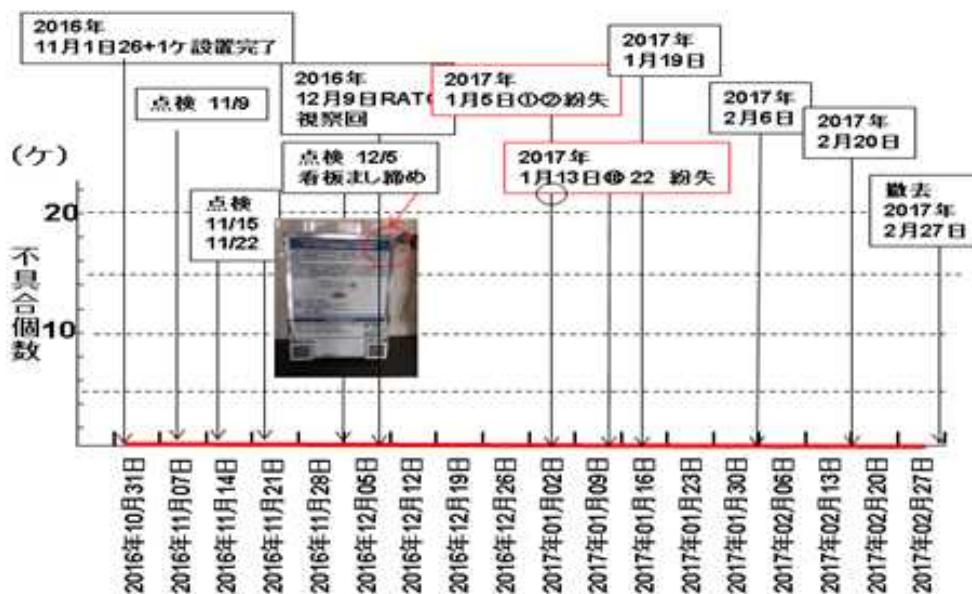 2016年
11月1日26+1ケ設置完了
点検 11/9
点検
11/15
11/22
2016年
12月9日RATO
視察回
点検 12/5
看板まし締め
2017年
1月5日①②紛失
2017年
1月13日⑱ 22 紛失
2017年
1月19日
2017年
2月6日
2017年
2月20日
撤去
2017年
2月27日
(ケ)
20
10
不具合個数
2016年10月31日
2016年11月07日
2016年11月14日
2016年11月21日
2016年11月28日
2016年12月05日
2016年12月12日
2016年12月19日
2016年12月26日
2017年01月02日
2017年01月09日
2017年01月16日
2017年01月23日
2017年01月30日
2017年02月06日
2017年02月13日
2017年02月20日
2017年02月27日